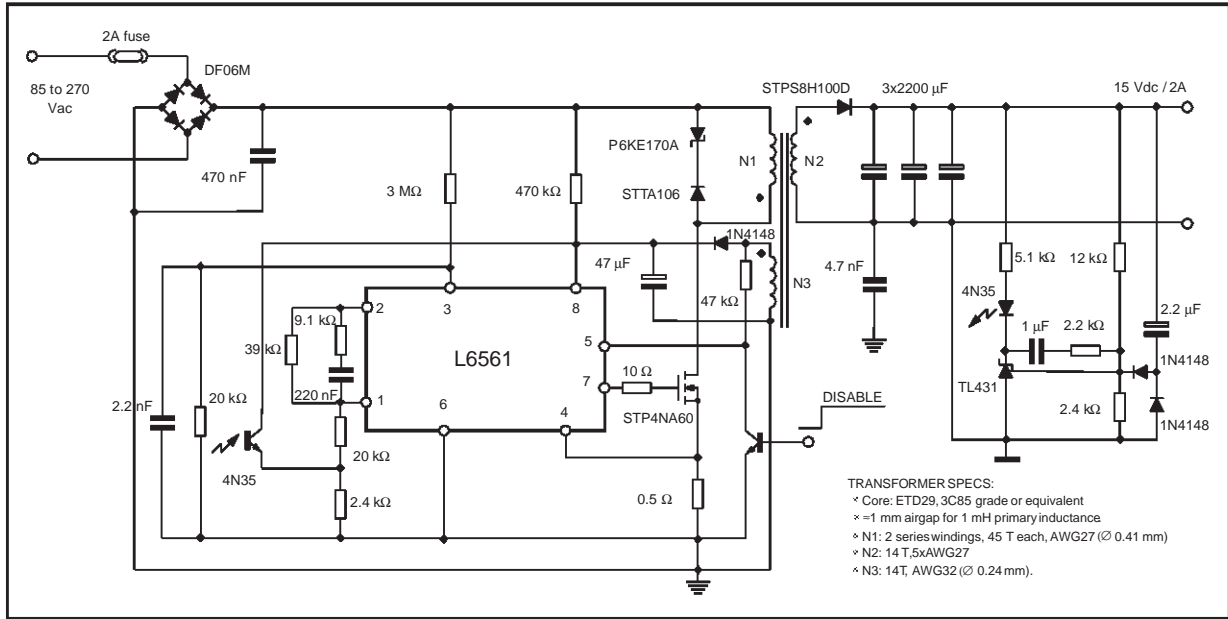 2A fuse
DF06M
85 to 270
Vac
470 nF
3 MΩ
470 kΩ
P6KE170A
STTA106
N1
N2
STPS8H100D
3x2200 µF
15 Vdc / 2A
1N4148
47 µF
N3
47 kΩ
4.7 nF
5.1 kΩ
12 kΩ
4N35
1 µF
2.2 kΩ
2.2 µF
1N4148
TL431
2.4 kΩ
1N4148
2
3
8
5
7
1
6
4
L6561
9.1 kΩ
39 kΩ
220 nF
2.2 nF
20 kΩ
20 kΩ
4N35
2.4 kΩ
10 Ω
STP4NA60
DISABLE
0.5 Ω
TRANSFORMER SPECS:
* Core: ETD29, 3C85 grade or equivalent
* ≈1 mm airgap for 1 mH primary inductance
* N1: 2 series windings, 45 T each, AWG27 (∅ 0.41 mm)
* N2: 14 T,5xAWG27
* N3: 14T, AWG32 (∅ 0.24 mm).